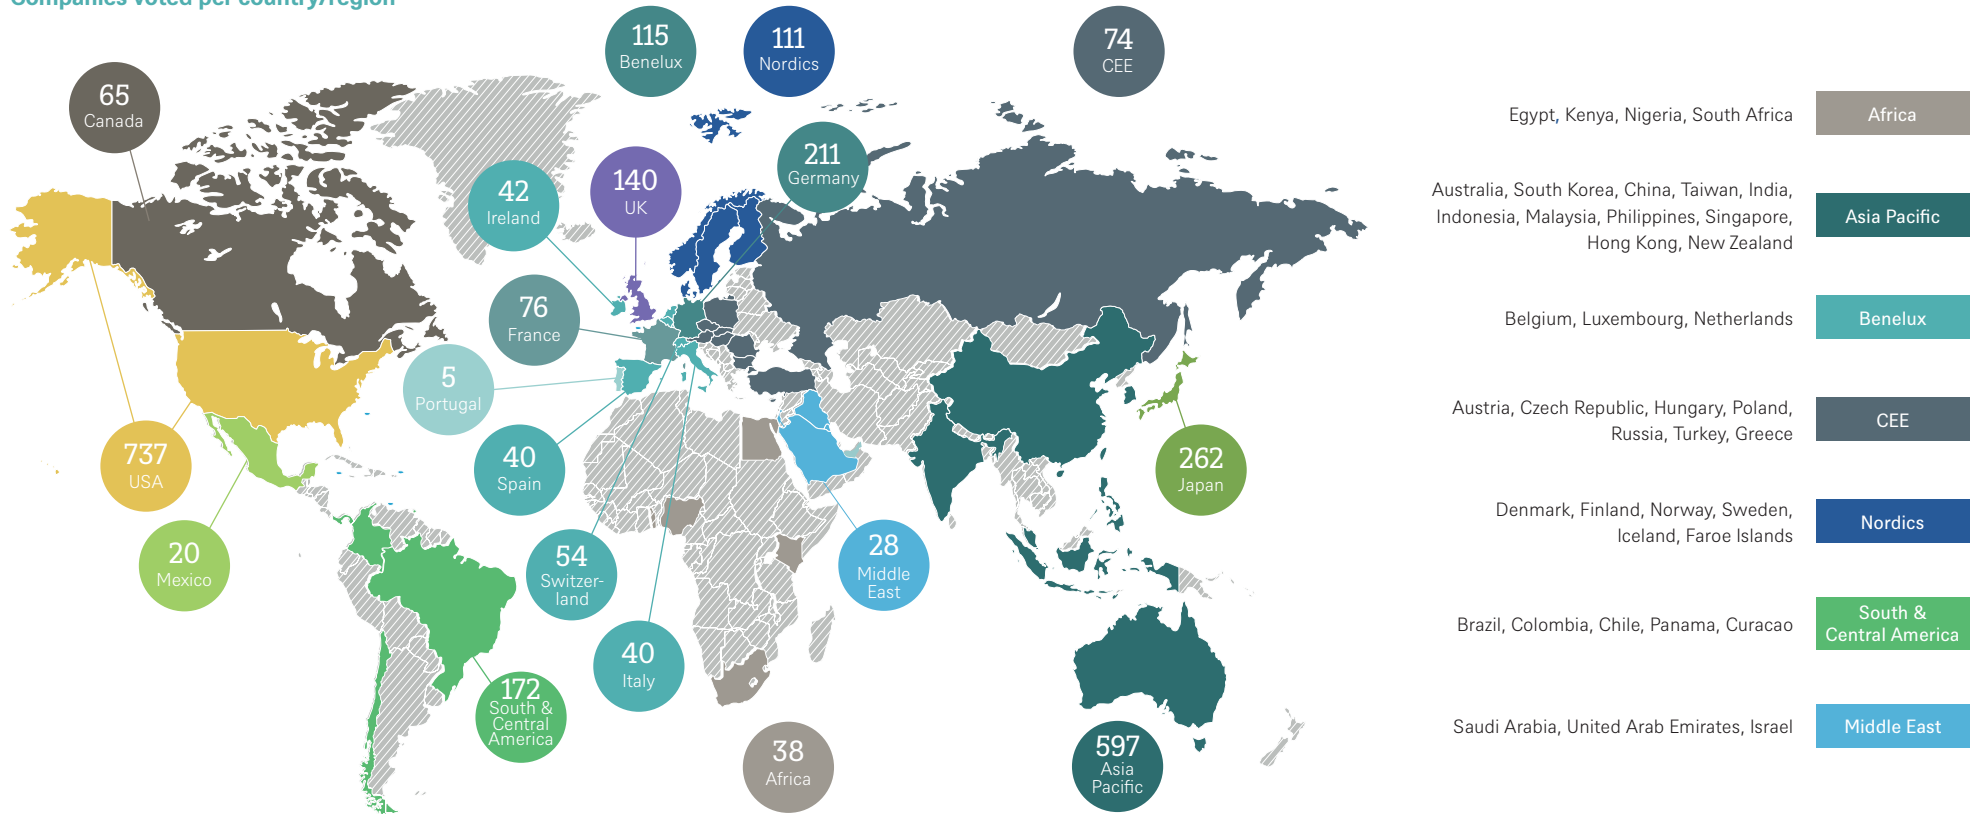 Companies voted per country/region
115
Benelux
111
Nordics
74
CEE
65
Canada
211
Germany
42
Ireland
140
UK
76
France
5
Portugal
737
USA
40
Spain
262
Japan
20
Mexico
54
Switzer-
land
28
Middle
East
40
Italy
172
South &
Central
America
38
Africa
597
Asia
Pacific
Egypt, Kenya, Nigeria, South Africa
Africa
Australia, South Korea, China, Taiwan, India,
Indonesia, Malaysia, Philippines, Singapore,
Hong Kong, New Zealand
Asia Pacific
Belgium, Luxembourg, Netherlands
Benelux
Austria, Czech Republic, Hungary, Poland,
Russia, Turkey, Greece
CEE
Denmark, Finland, Norway, Sweden,
Iceland, Faroe Islands
Nordics
Brazil, Colombia, Chile, Panama, Curacao
South &
Central America
Saudi Arabia, United Arab Emirates, Israel
Middle East